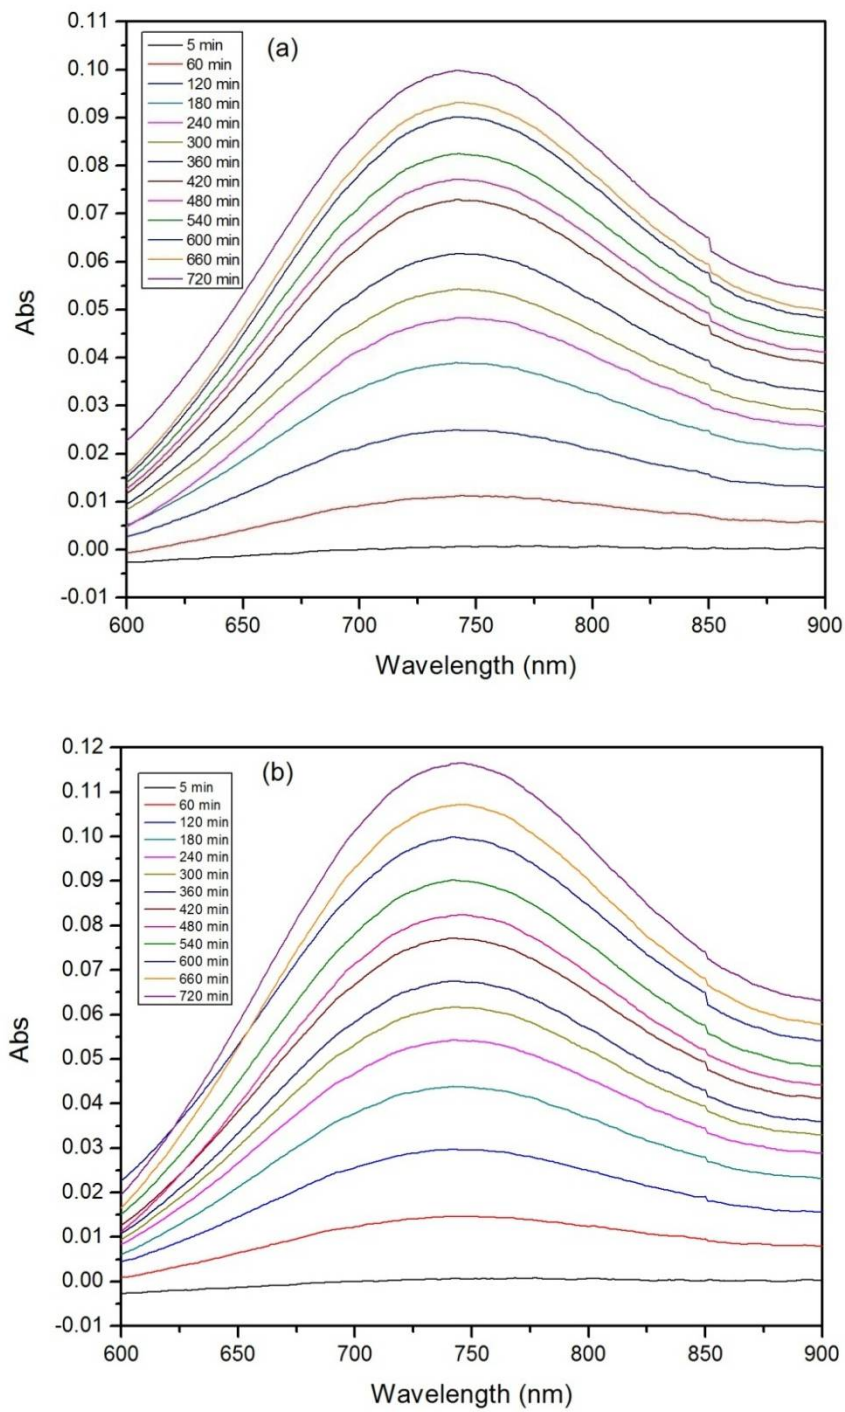 (a)
5 min
60 min
120 min
180 min
240 min
300 min
360 min
420 min
480 min
540 min
600 min
660 min
720 min
0.11
0.10
0.09
0.08
0.07
0.06
0.05
0.04
0.03
0.02
0.01
0.00
-0.01
Abs
600 650 700 750 800 850 900
Wavelength (nm)
(b)
5 min
60 min
120 min
180 min
240 min
300 min
360 min
420 min
480 min
540 min
600 min
660 min
720 min
0.12
0.11
0.10
0.09
0.08
0.07
0.06
0.05
0.04
0.03
0.02
0.01
0.00
-0.01
Abs
600 650 700 750 800 850 900
Wavelength (nm)